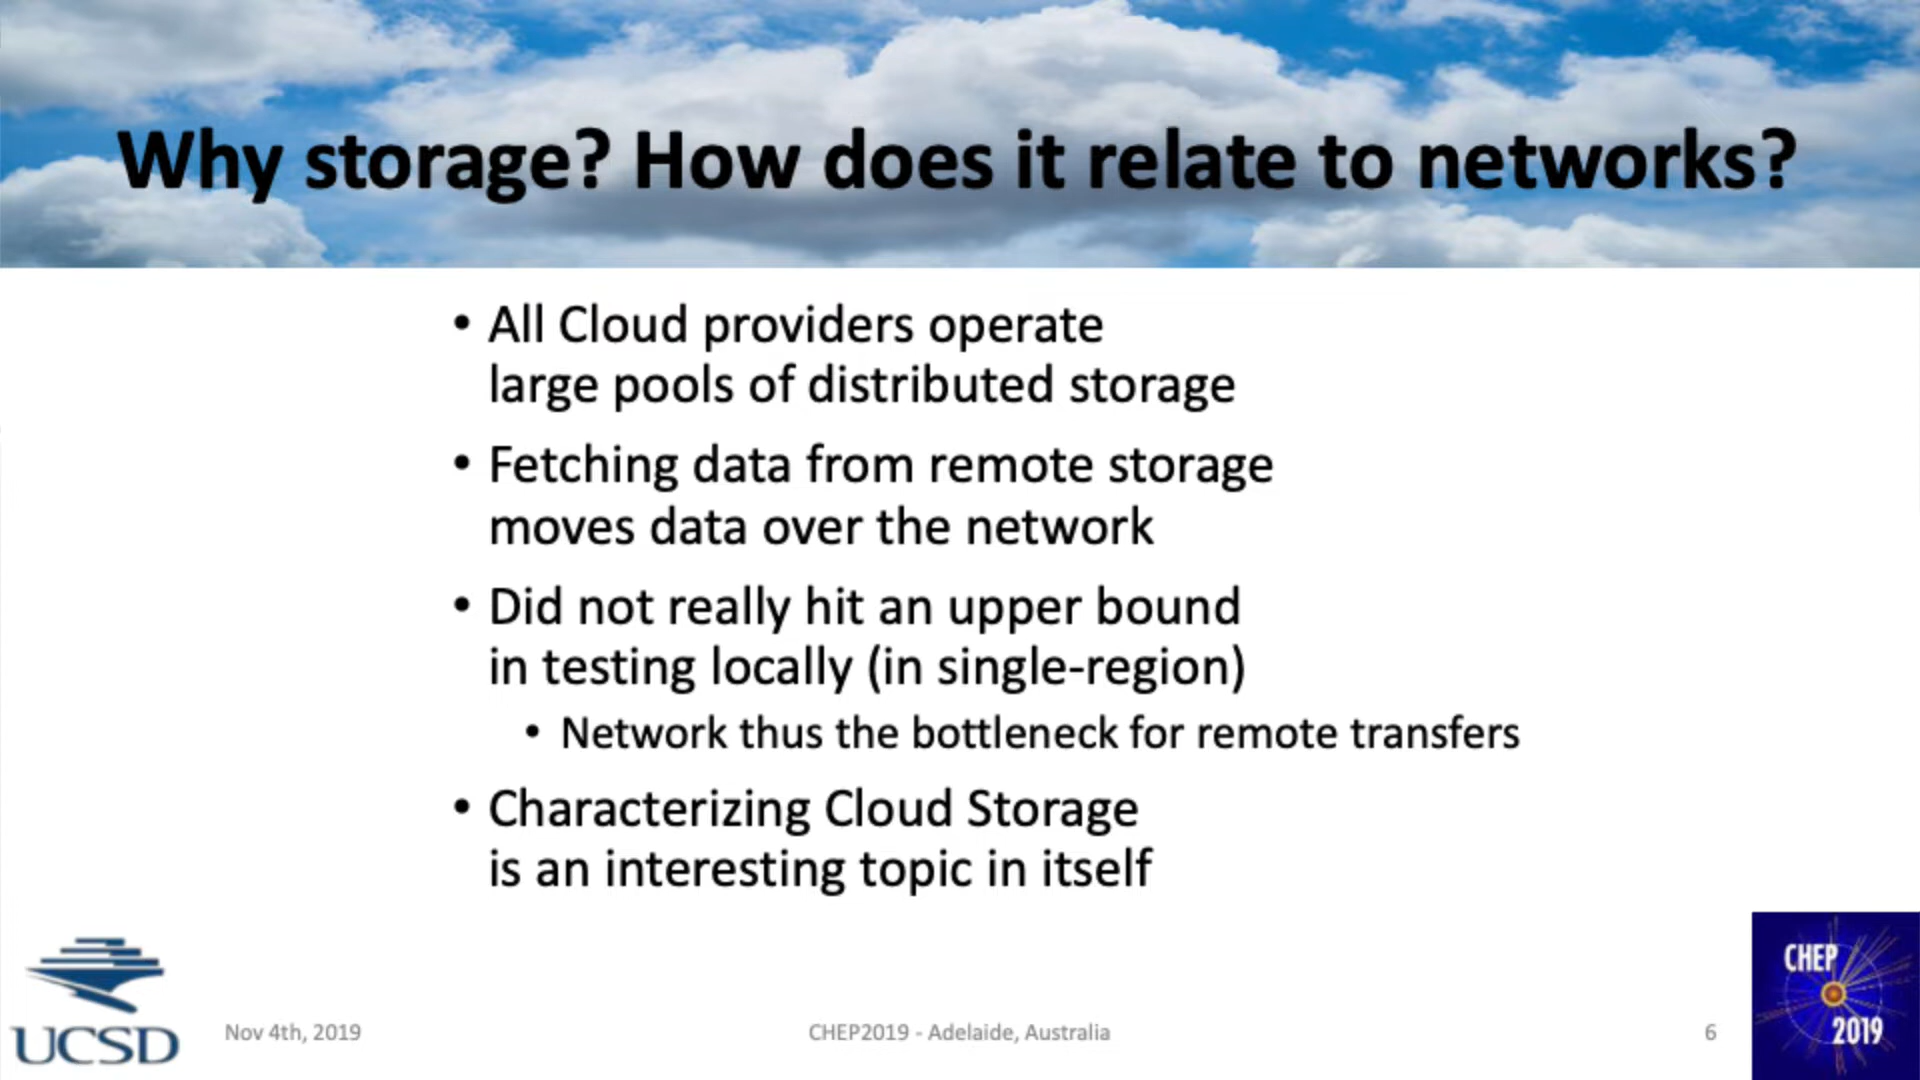 Why storage? How does it relate to networks?
• All Cloud providers operate
large pools of distributed storage
• Fetching data from remote storage
moves data over the network
• Did not really hit an upper bound
in testing locally (in single-region)
• Network thus the bottleneck for remote transfers
• Characterizing Cloud Storage
is an interesting topic in itself
UCSD
Nov 4th, 2019
CHEP2019 - Adelaide, Australia
6
CHEP
2019